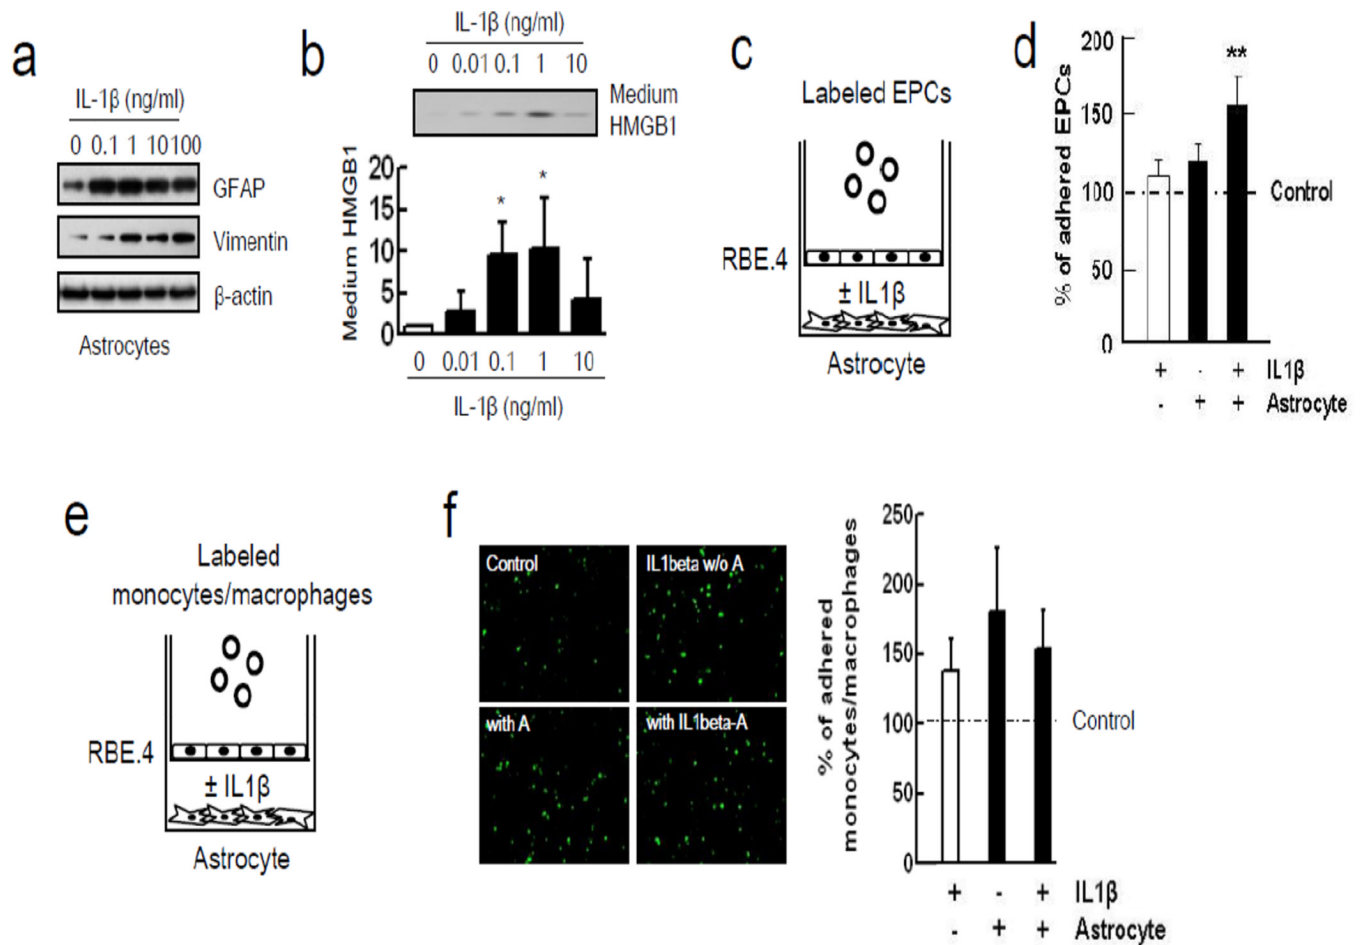 a
IL-1β (ng/ml)
0 0.1 1 10 100
GFAP
Vimentin
β-actin
Astrocytes
b
IL-1β (ng/ml)
0 0.01 0.1 1 10
Medium
HMGB1
Medium HMGB1
20
15
10
5
0
* *
0 0.01 0.1 1 10
IL-1β (ng/ml)
c
Labeled EPCs
RBE.4
± IL1β
Astrocyte
d
% of adhered EPCs
200
150
100
50
0
**
Control
+ - + IL1β
- + + Astrocyte
e
Labeled
monocytes/macrophages
RBE.4
± IL1β
Astrocyte
f
Control
IL1beta w/o A
with A
with IL1beta-A
% of adhered
monocytes/macrophages
250
200
150
100
50
0
Control
+ - + IL1β
- + + Astrocyte